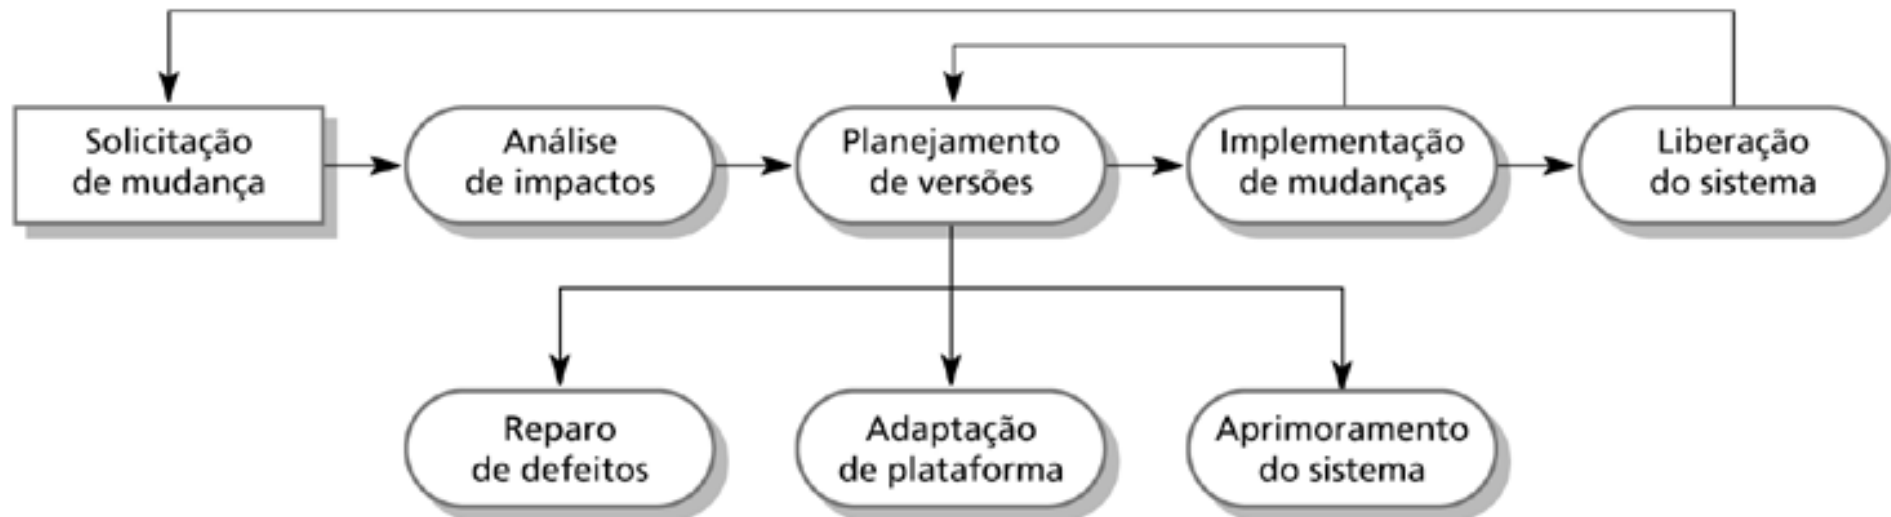 Solicitação
de mudança
Análise
de impactos
Planejamento
de versões
Implementação
de mudanças
Liberação
do sistema
Reparo
de defeitos
Adaptação
de plataforma
Aprimoramento
do sistema